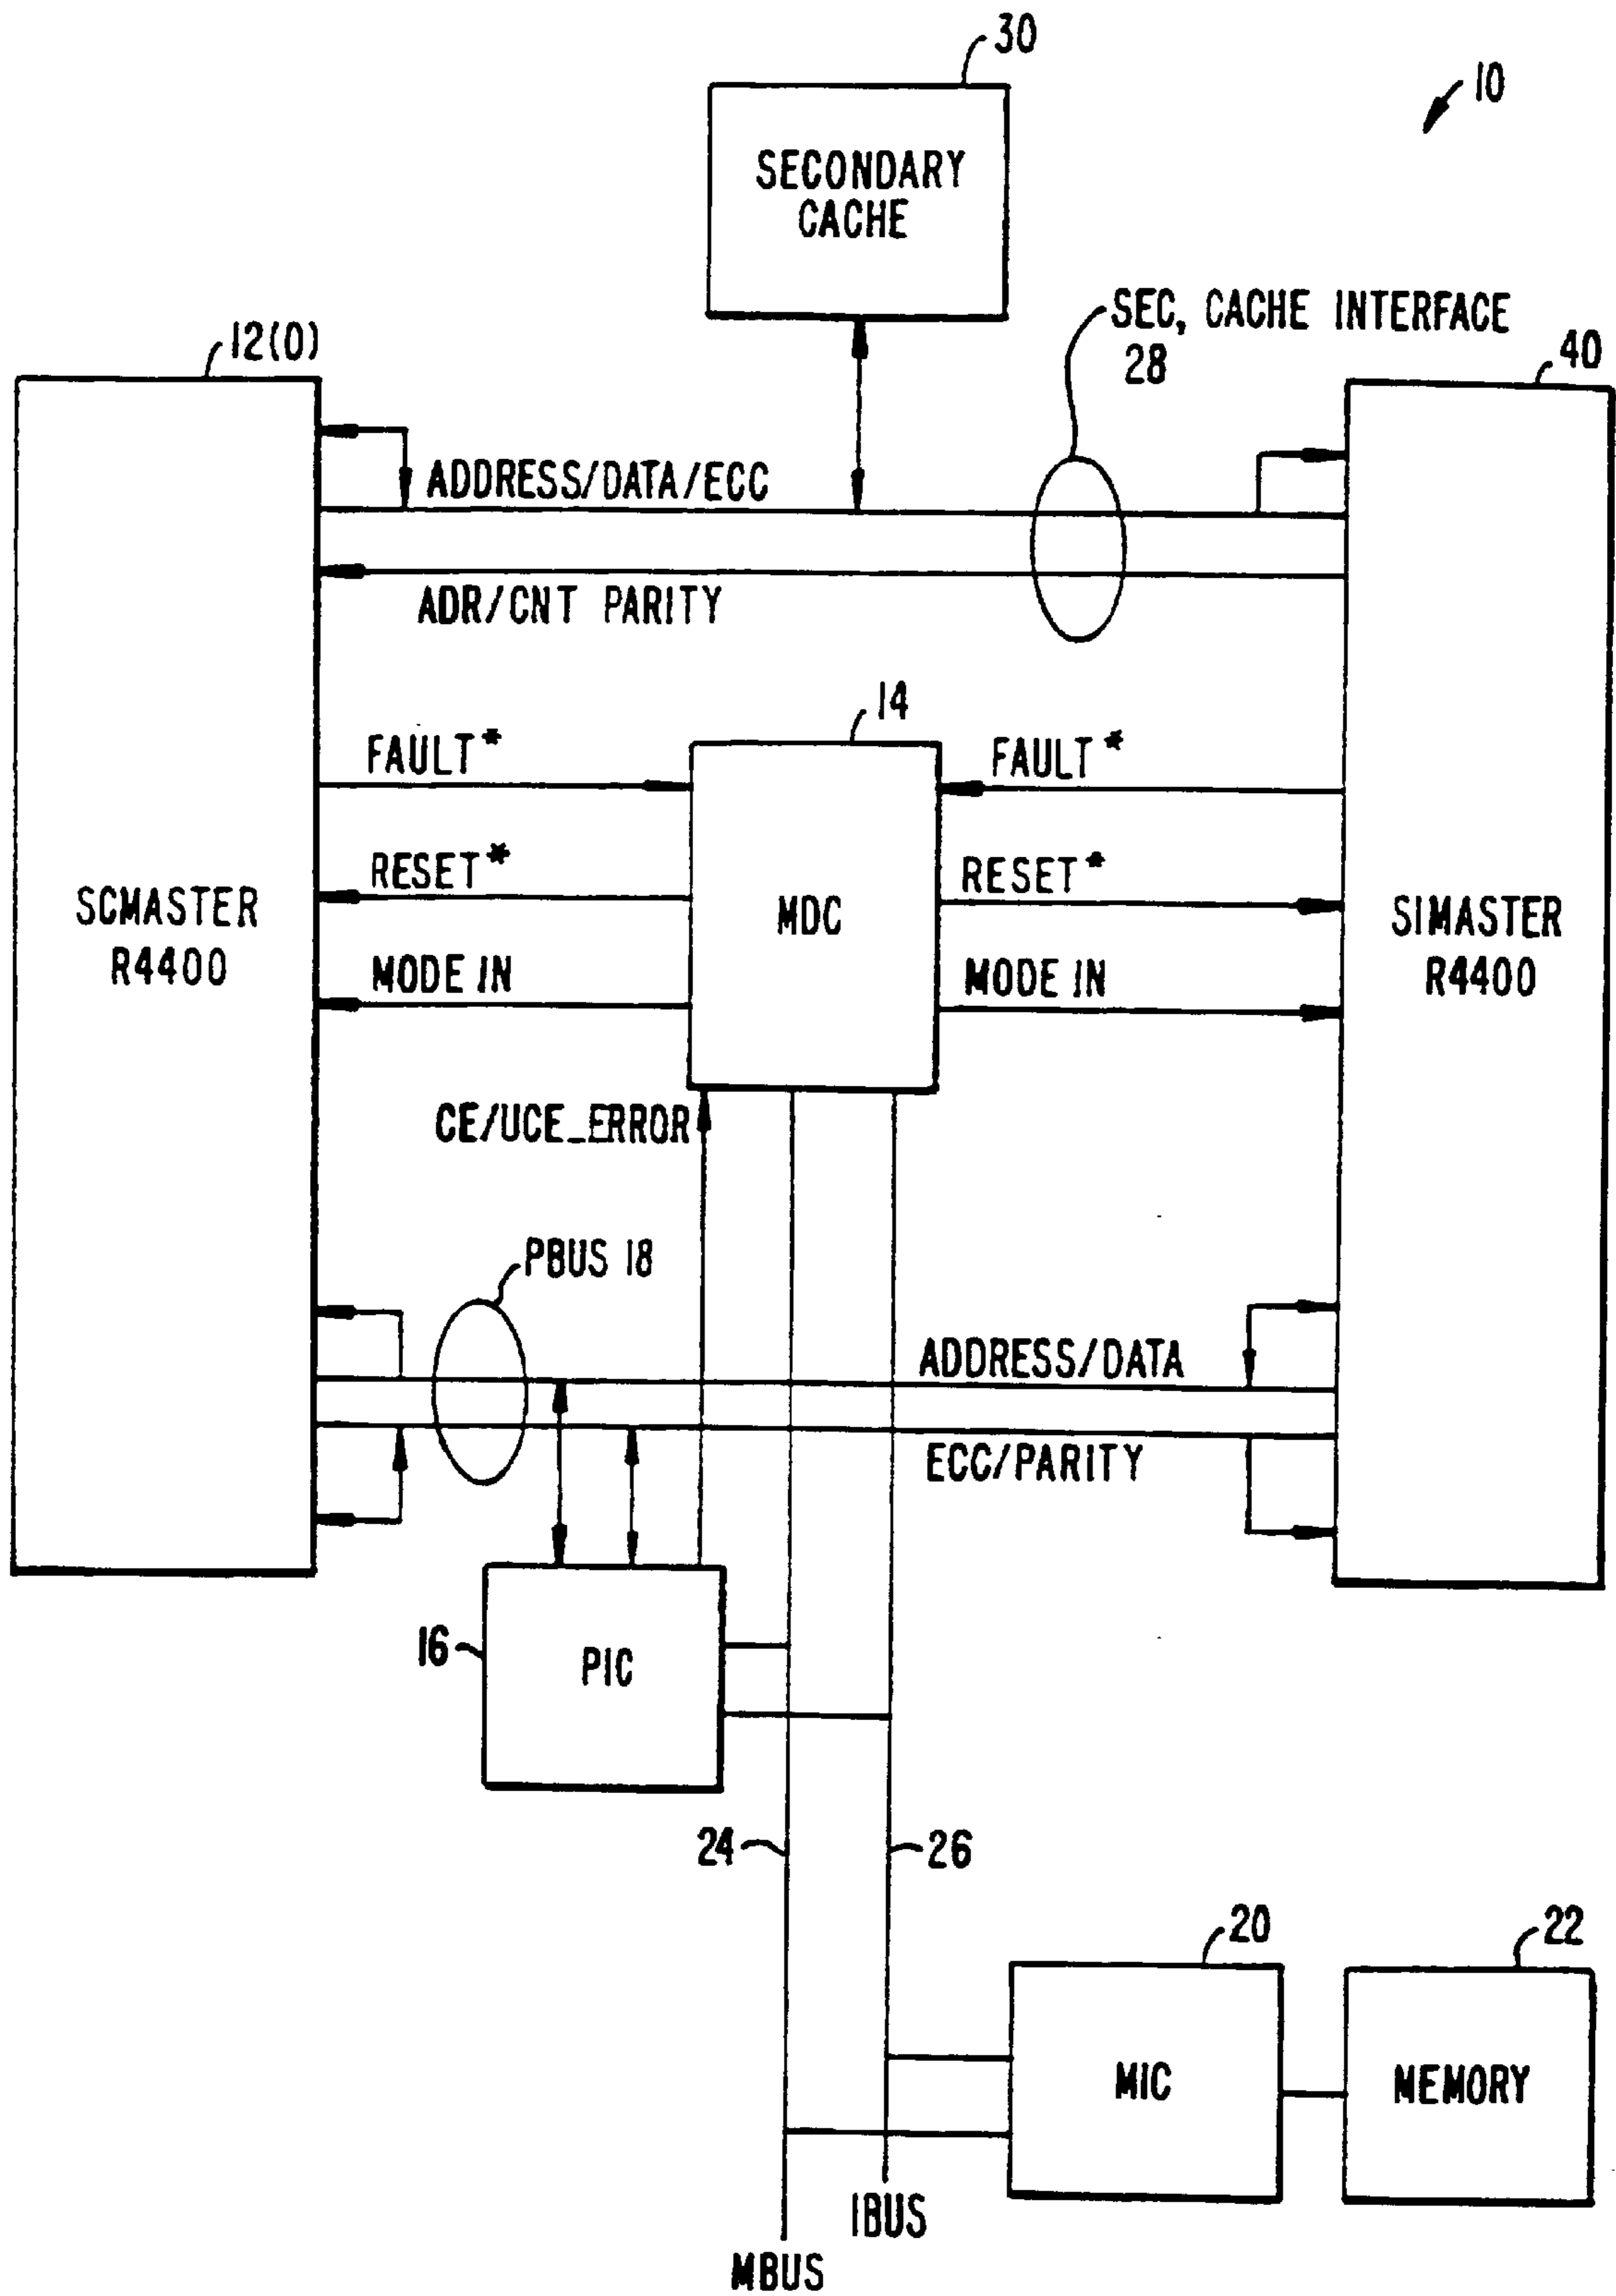 30
10
SECONDARY
CACHE
SEC, CACHE INTERFACE
28
12(0)
40
ADDRESS/DATA/ECC
ADR/CNT PARITY
14
FAULT*
FAULT*
RESET*
RESET*
MDC
SCMASTER
R4400
SIMASTER
R4400
MODE IN
MODE IN
CE/UCE_ERROR
PBUS 18
ADDRESS/DATA
ECC/PARITY
16
PIC
24
26
20
22
MIC
MEMORY
IBUS
MBUS